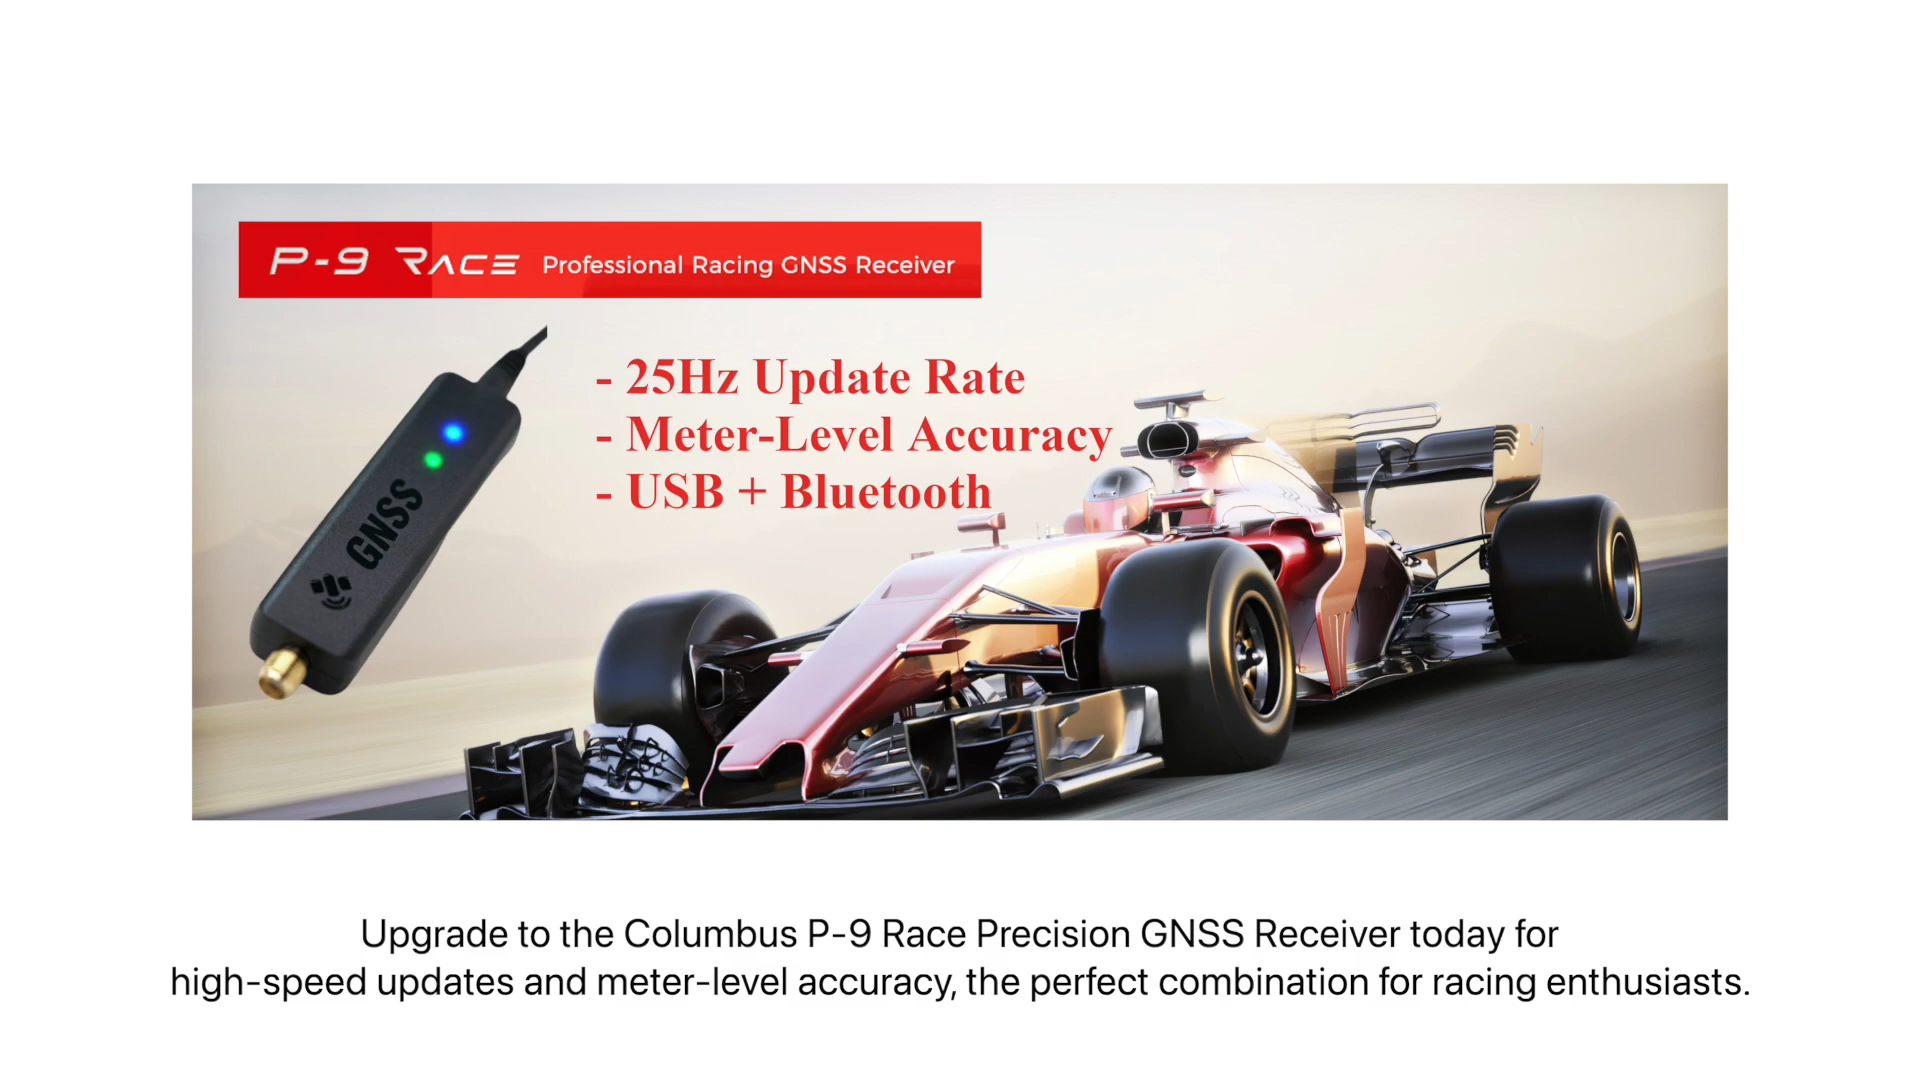 P-9 RACE Professional Racing GNSS Receiver
- 25Hz Update Rate
- Meter-Level Accuracy
- USB + Bluetooth
GNSS
Upgrade to the Columbus P-9 Race Precision GNSS Receiver today for
high-speed updates and meter-level accuracy, the perfect combination for racing enthusiasts.